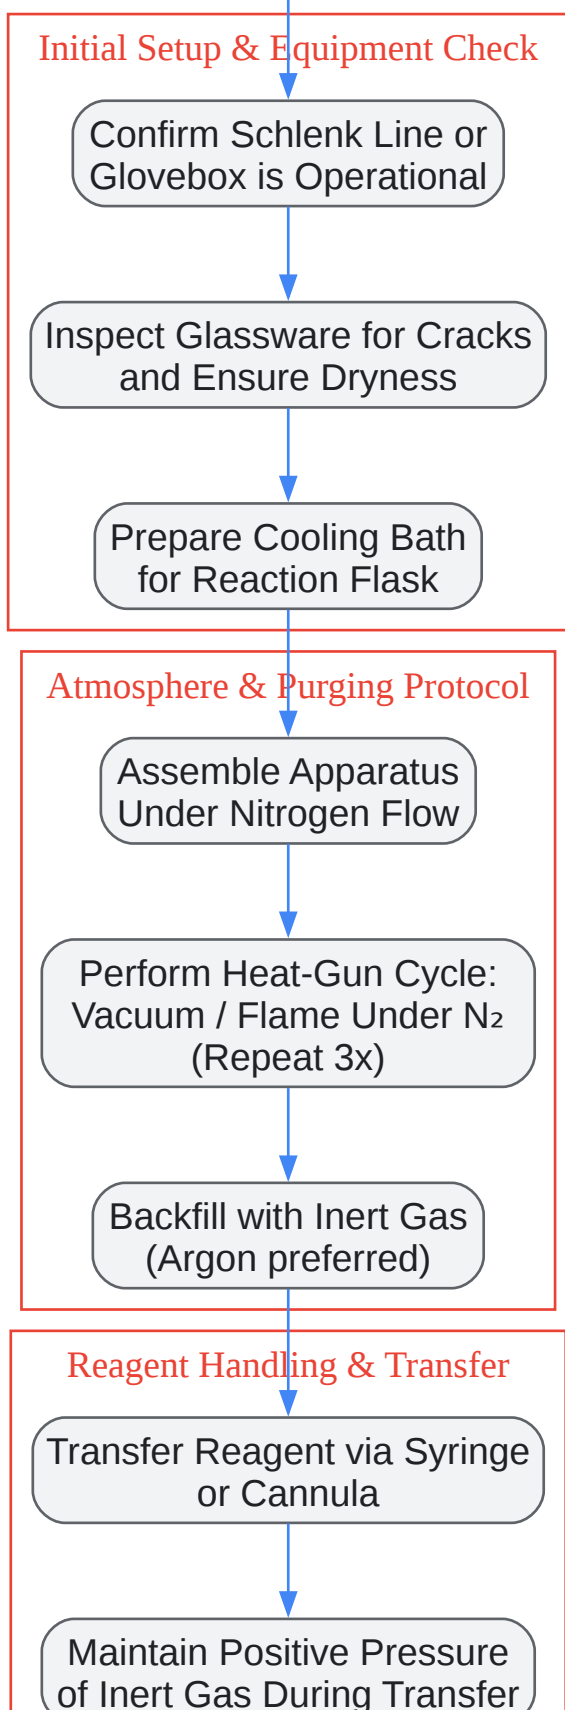 Initial Setup & Equipment Check
Confirm Schlenk Line or
Glovebox is Operational
Inspect Glassware for Cracks
and Ensure Dryness
Prepare Cooling Bath
for Reaction Flask
Atmosphere & Purging Protocol
Assemble Apparatus
Under Nitrogen Flow
Perform Heat-Gun Cycle:
Vacuum / Flame Under N₂
(Repeat 3x)
Backfill with Inert Gas
(Argon preferred)
Reagent Handling & Transfer
Transfer Reagent via Syringe
or Cannula
Maintain Positive Pressure
of Inert Gas During Transfer